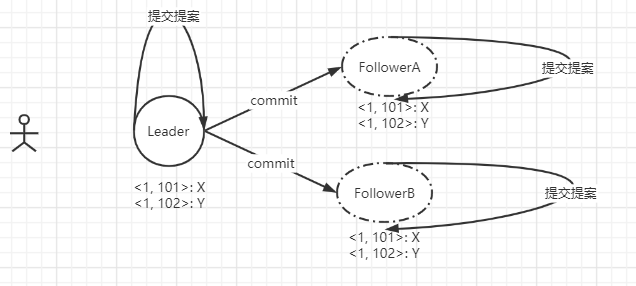 提交提案
Leader
<1, 101>: X
<1, 102>: Y
commit
commit
FollowerA
提交提案
<1, 101>: X
<1, 102>: Y
FollowerB
提交提案
<1, 101>: X
<1, 102>: Y